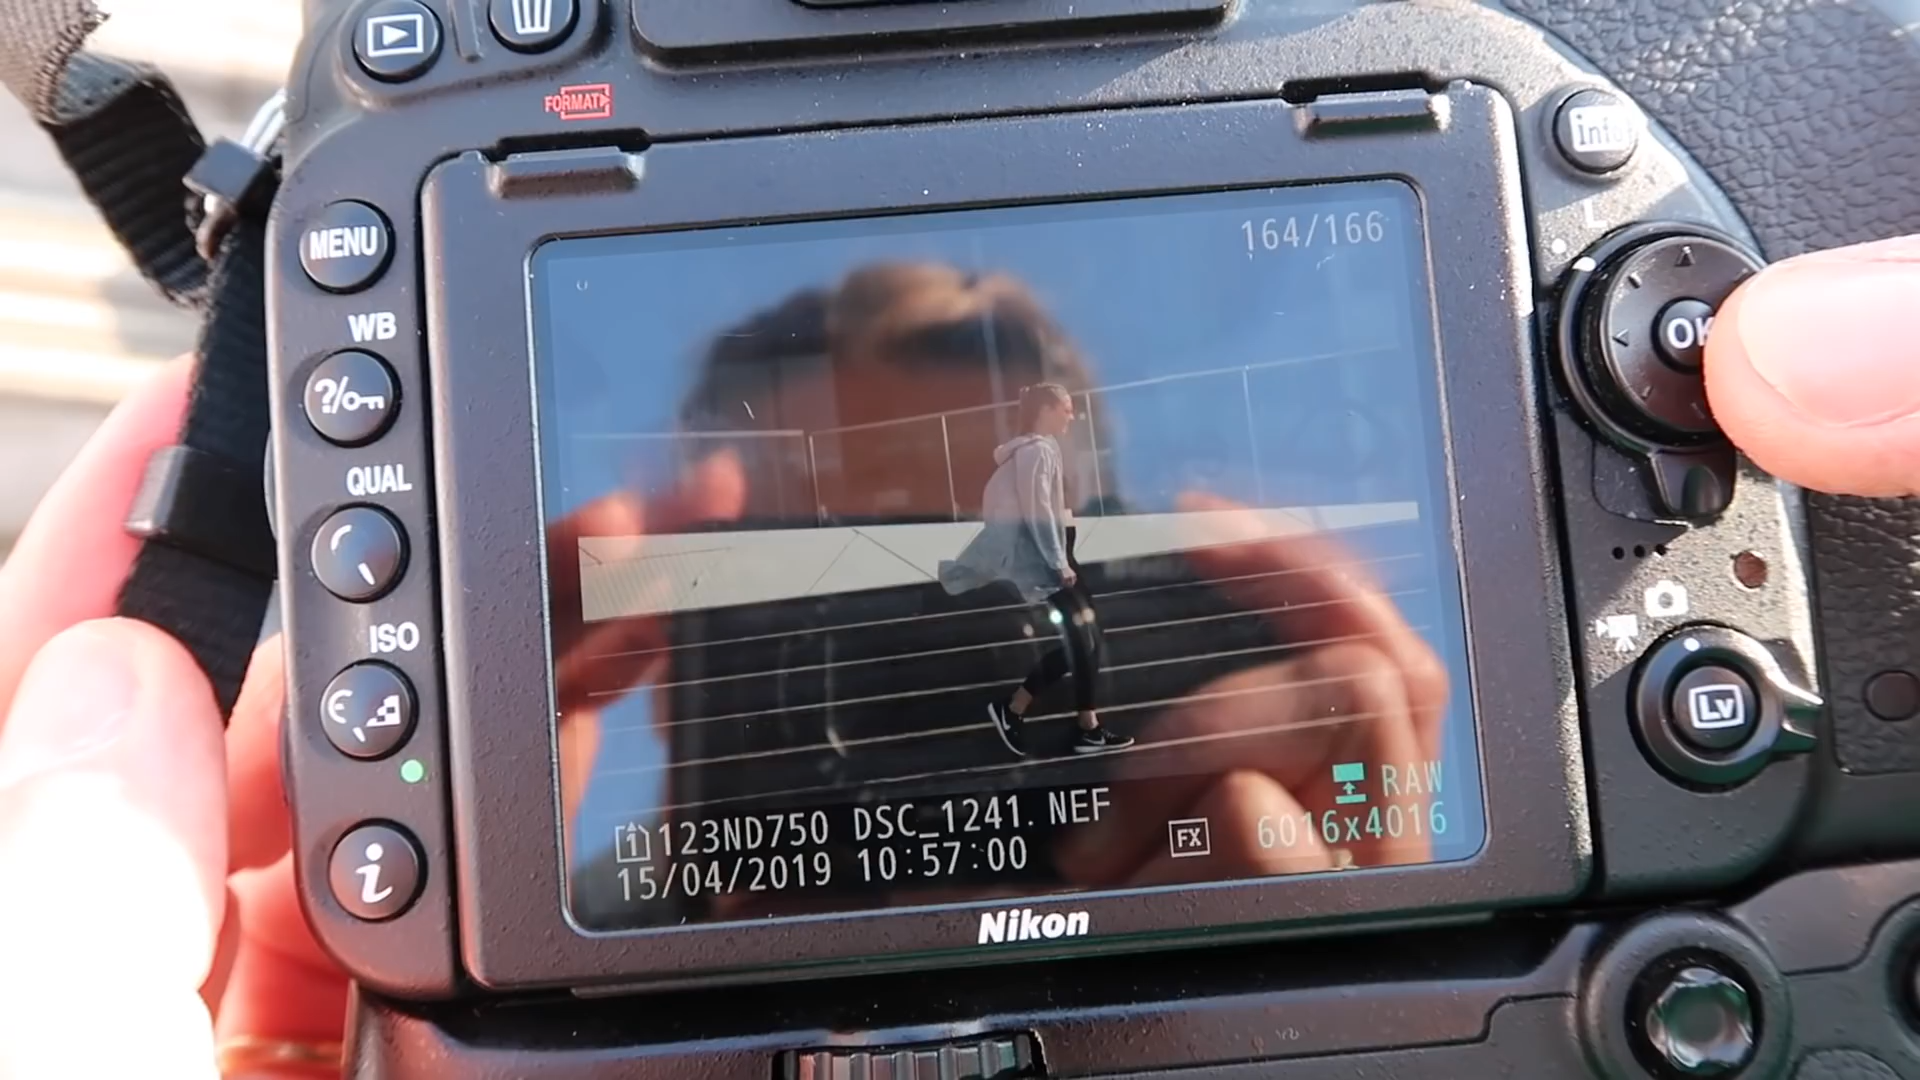 FORMAT
info
164/166
L
MENU
OK
WB
?/
QUAL
ISO
Lv
RAW
1 123ND750 DSC_1241.NEF
FX 6016x4016
15/04/2019 10:57:00
i
Nikon